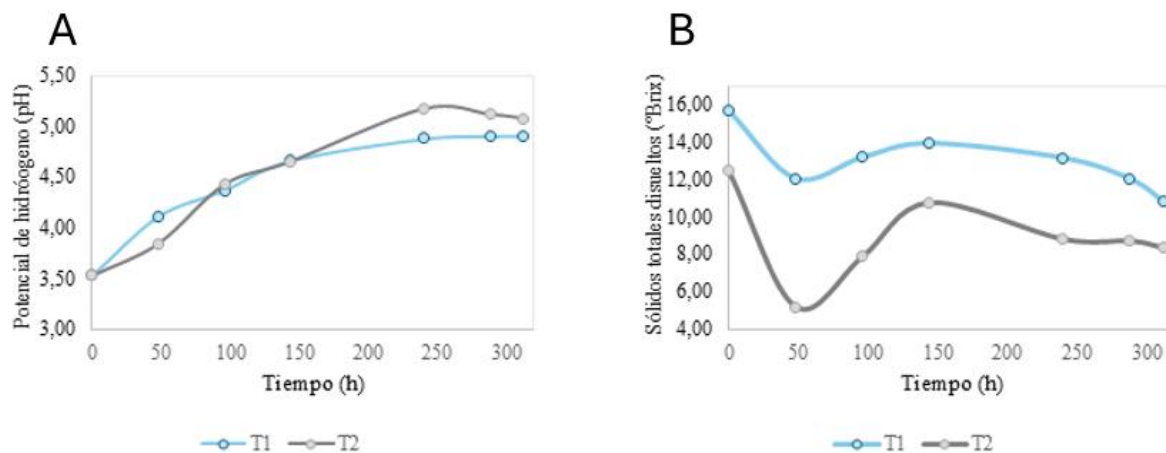 A
Potencial de hidróogeno (pH)
5,50
5,00
4,50
4,00
3,50
3,00
0 50 100 150 200 250 300
Tiempo (h)
T1 T2
B
Sólidos totales disueltos (°Brix)
16,00
14,00
12,00
10,00
8,00
6,00
4,00
0 50 100 150 200 250 300
Tiempo (h)
T1 T2